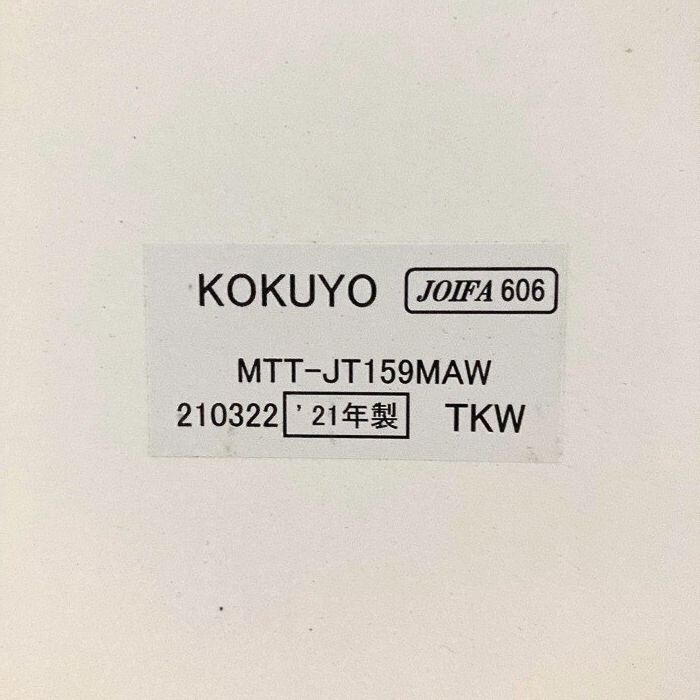 KOKUYO JOIFA 606
MTT-JT159MAW
210322 '21年製 TKW